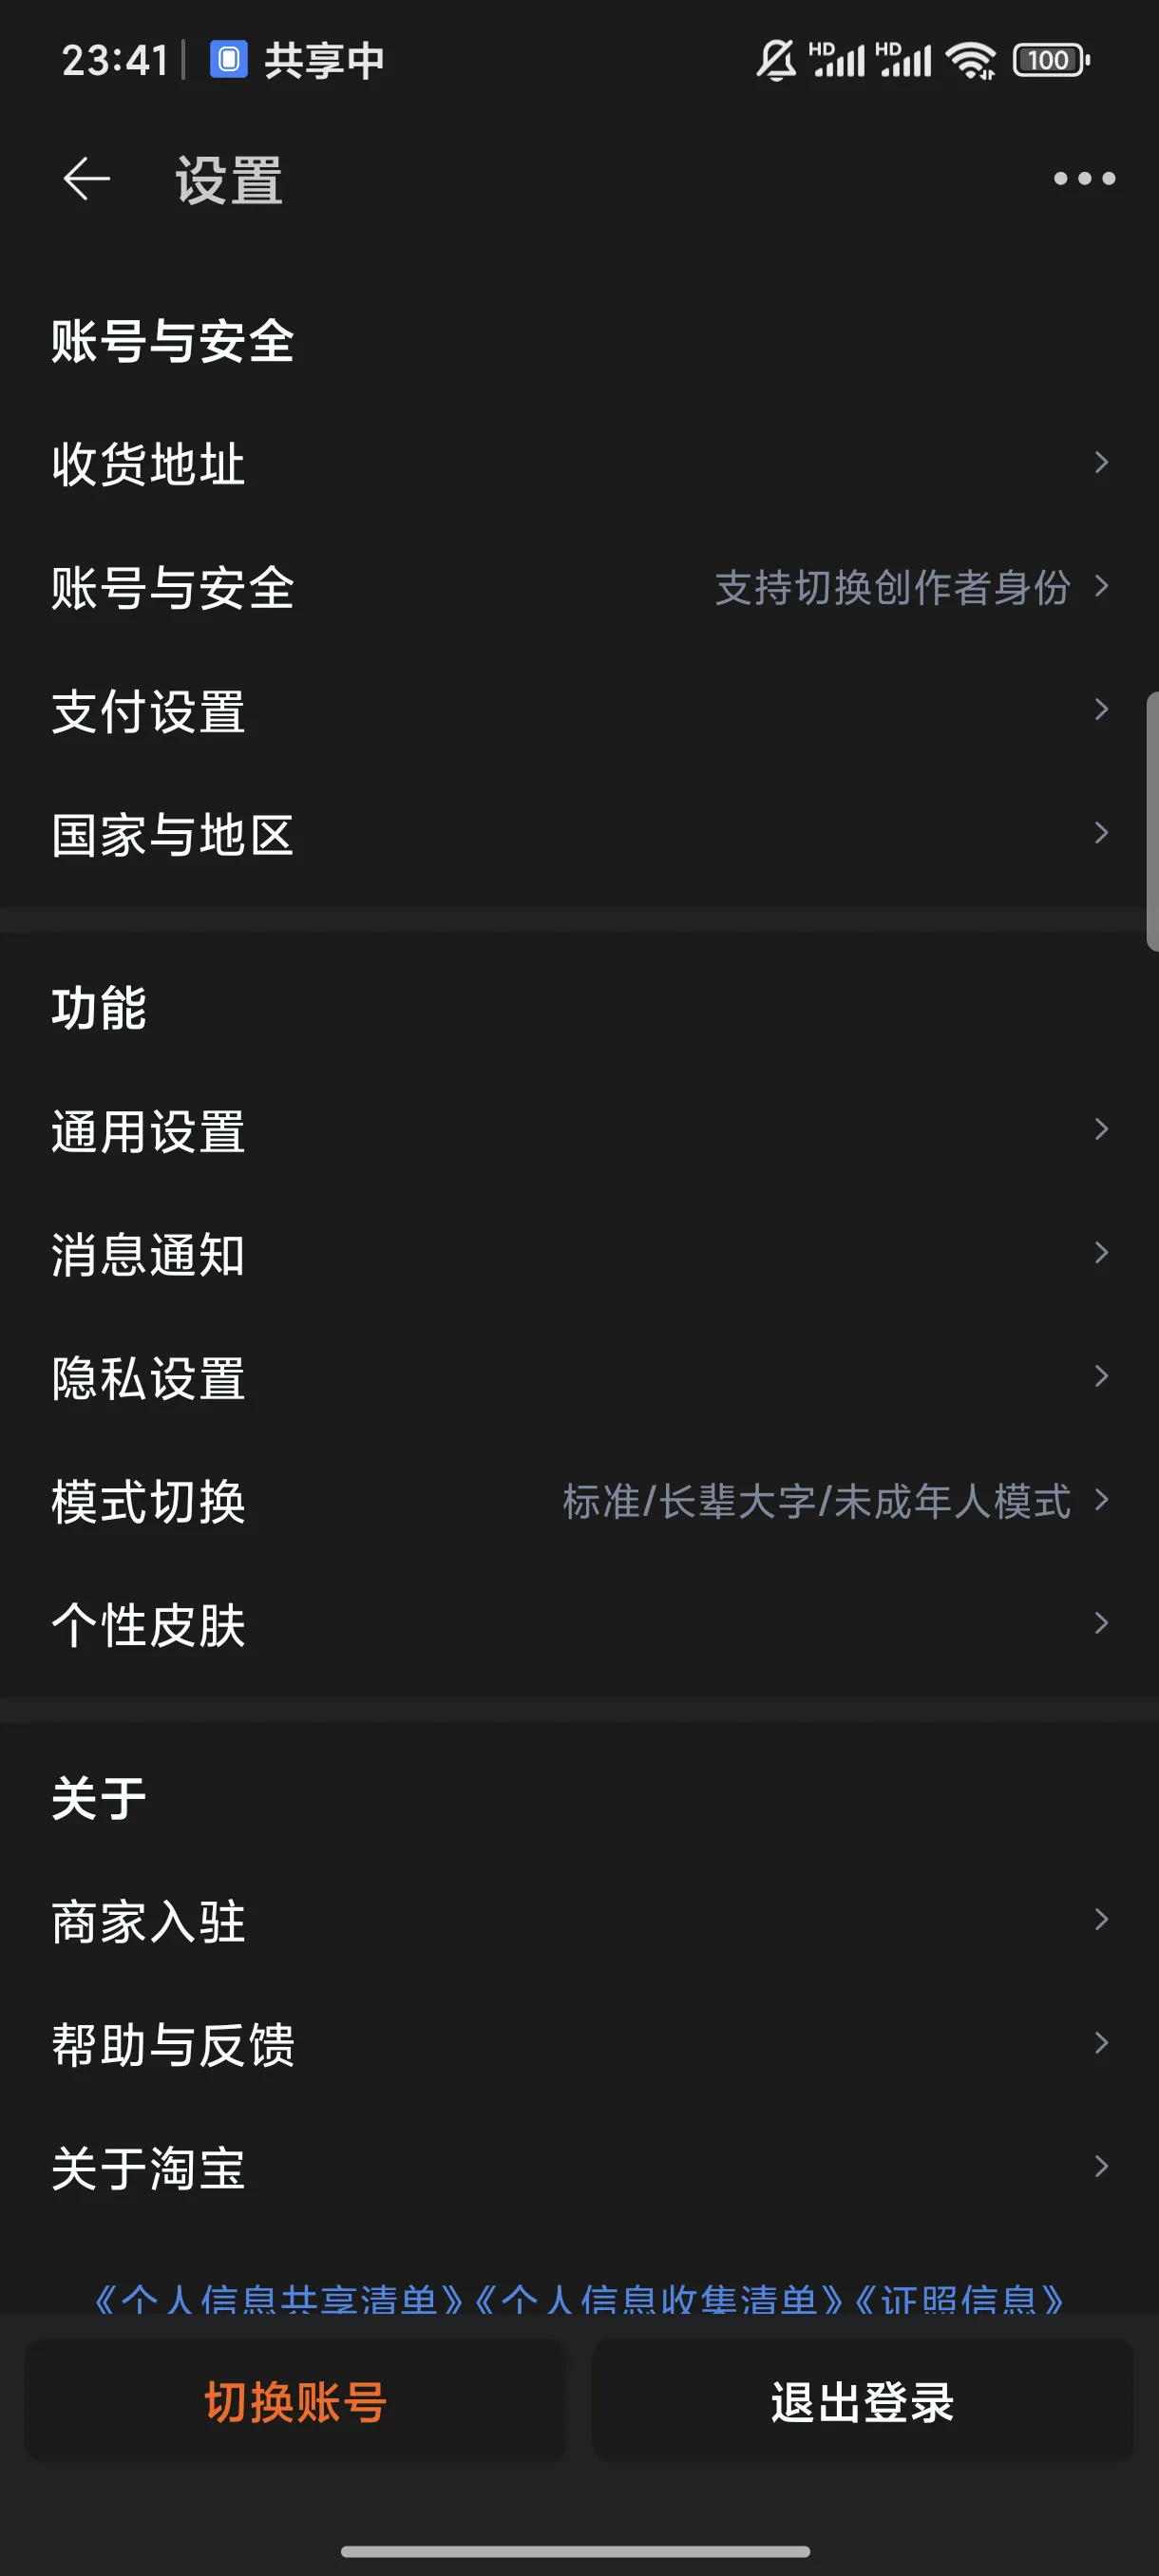 23:41
共享中
HD HD 100
设置
账号与安全
收货地址
账号与安全 支持切换创作者身份
支付设置
国家与地区
功能
通用设置
消息通知
隐私设置
模式切换 标准/长辈大字/未成年人模式
个性皮肤
关于
商家入驻
帮助与反馈
关于淘宝
《个人信息共享清单》《个人信息收集清单》《证照信息》
切换账号 退出登录